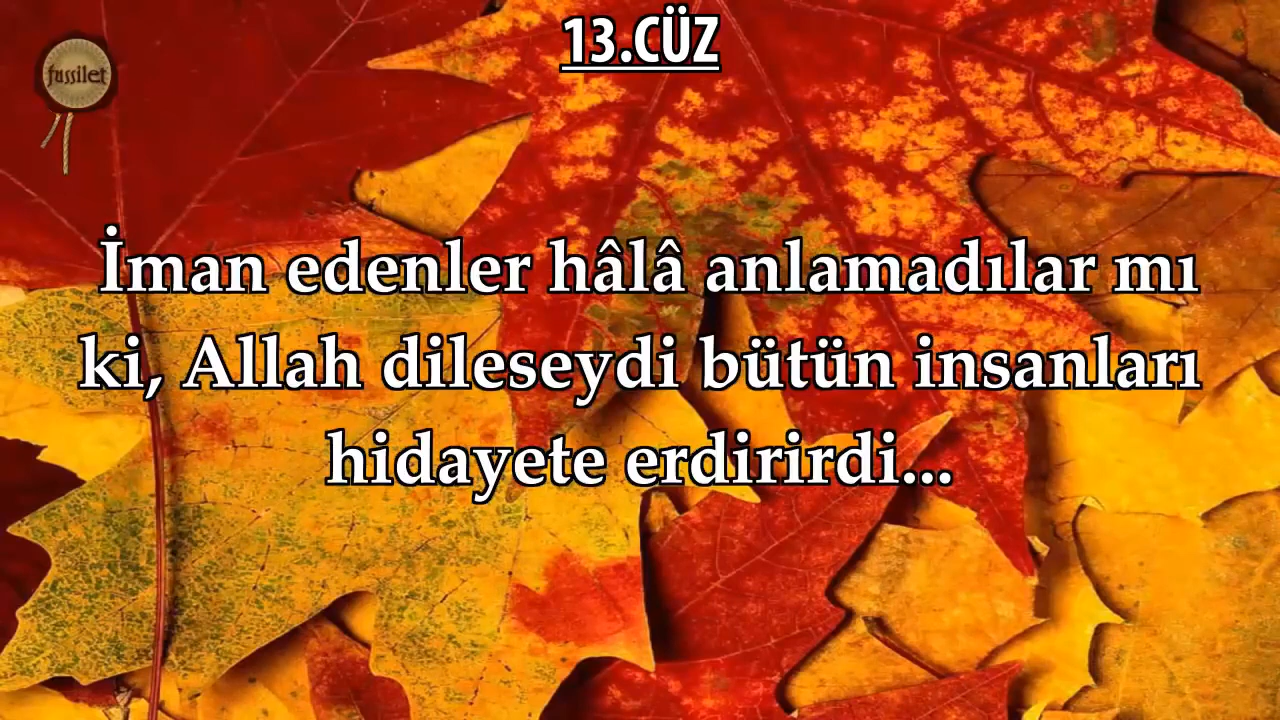 13.CÜZ
fussilet
İman edenler hâlâ anlamadılar mı
ki, Allah dileseydi bütün insanları
hidayete erdirirdi...